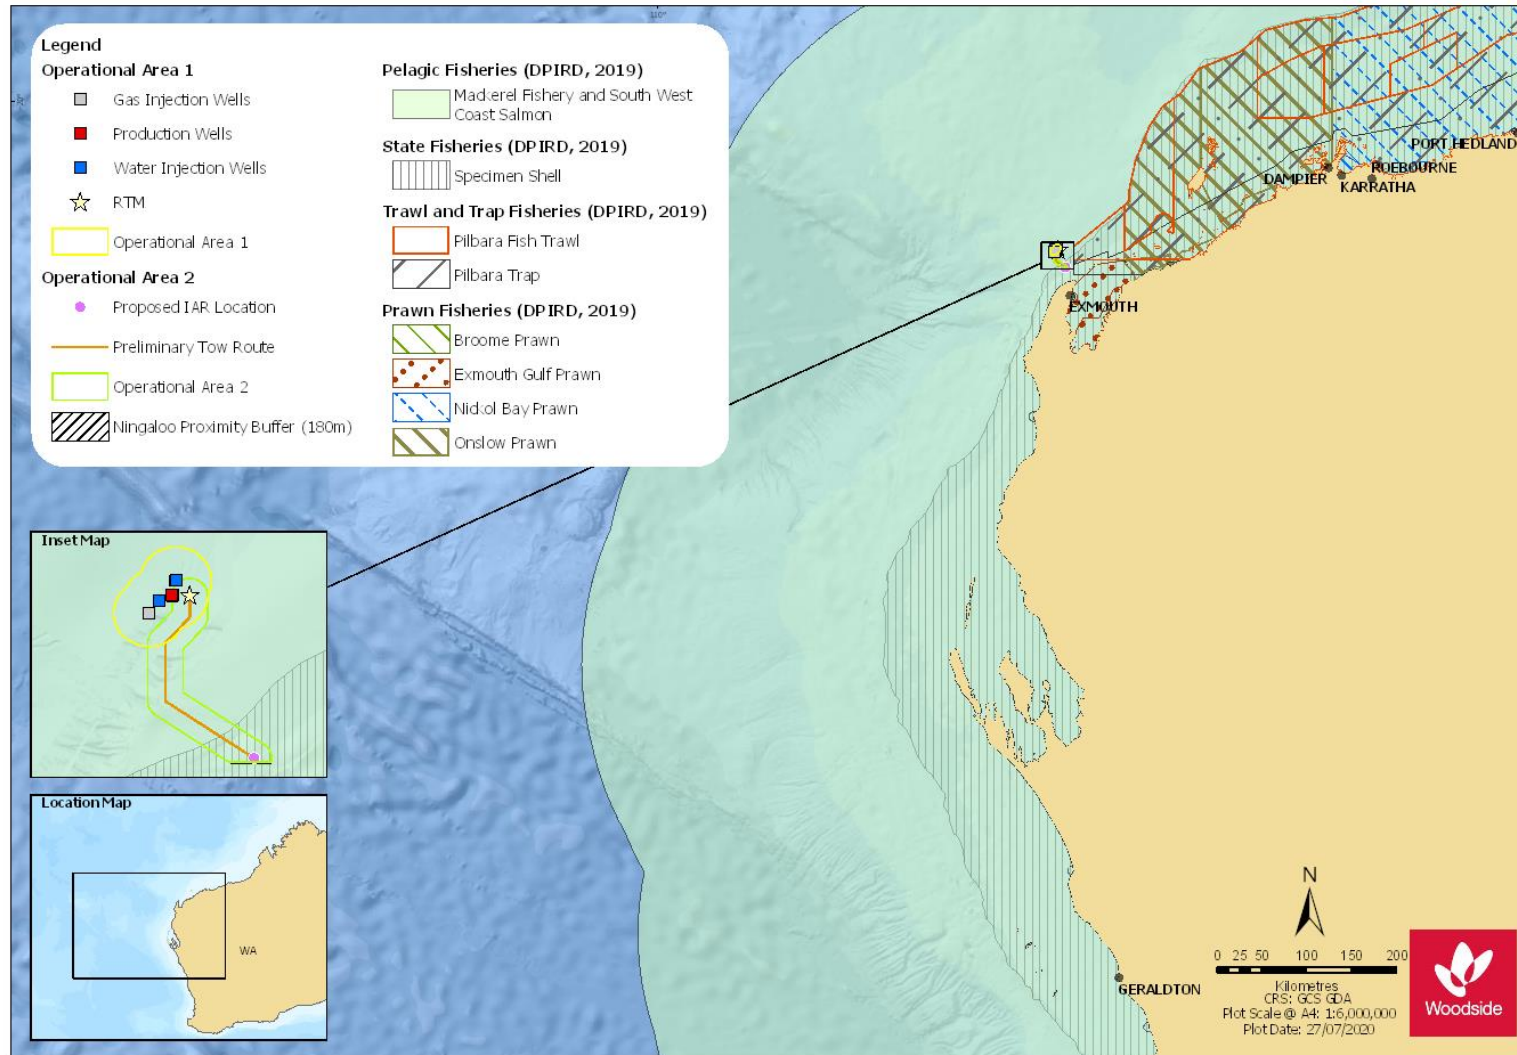 Legend
Operational Area 1
Gas Injection Wells
Production Wells
Water Injection Wells
RTM
Operational Area 1
Operational Area 2
Proposed IAR Location
Preliminary Tow Route
Operational Area 2
Ningaloo Proximity Buffer (180m)
Pelagic Fisheries (DPIRD, 2019)
Mackerel Fishery and South West
Coast Salmon
State Fisheries (DPIRD, 2019)
Specimen Shell
Trawl and Trap Fisheries (DPIRD, 2019)
Pilbara Fish Trawl
Pilbara Trap
Prawn Fisheries (DPIRD, 2019)
Broome Prawn
Exmouth Gulf Prawn
Nickol Bay Prawn
Onslow Prawn
PORT HEDLAND
ROEBOURNE
DAMPIER
KARRATHA
EXMOUTH
GERALDTON
Inset Map
Location Map
WA
N
0 25 50 100 150 200
Kilometres
CRS: GCS GDA
Plot Scale @ A4: 1:6,000,000
Plot Date: 27/07/2020
Woodside